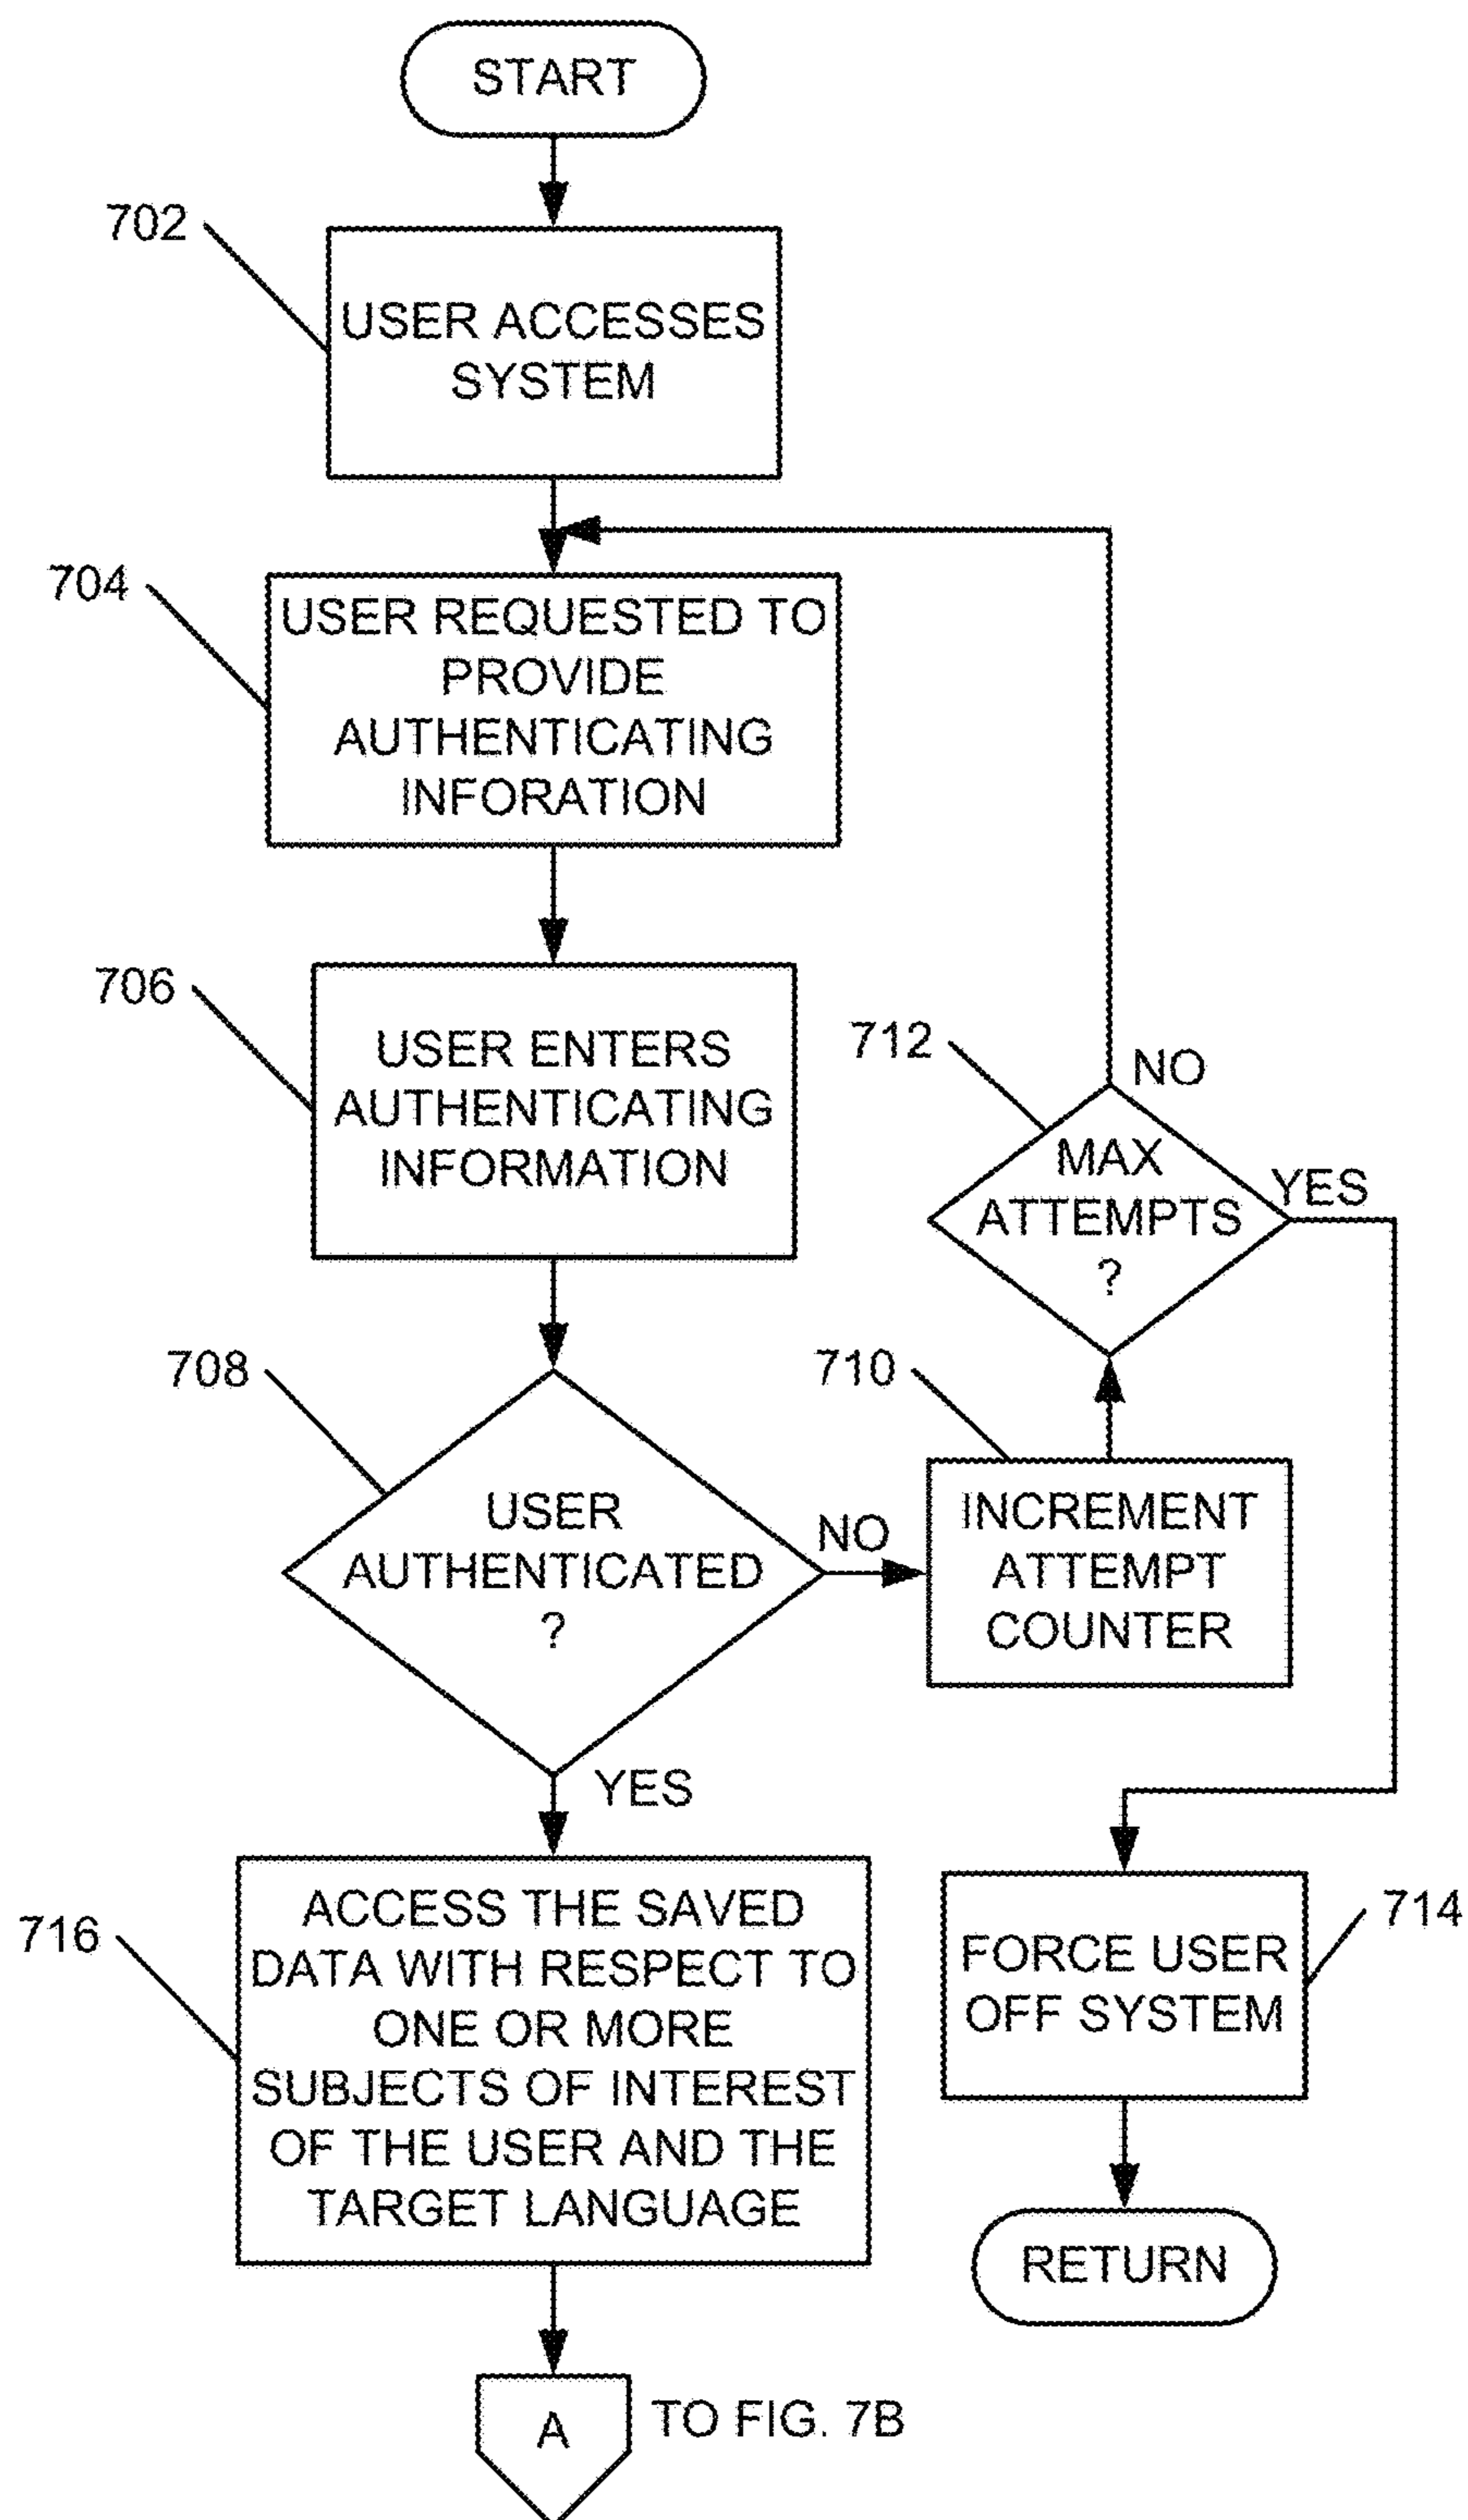 START
702
USER ACCESSES
SYSTEM
704
USER REQUESTED TO
PROVIDE
AUTHENTICATING
INFORATION
706
USER ENTERS
AUTHENTICATING
INFORMATION
712
NO
MAX
ATTEMPTS
?
YES
708
USER
AUTHENTICATED
?
NO
710
INCREMENT
ATTEMPT
COUNTER
YES
716
ACCESS THE SAVED
DATA WITH RESPECT TO
ONE OR MORE
SUBJECTS OF INTEREST
OF THE USER AND THE
TARGET LANGUAGE
714
FORCE USER
OFF SYSTEM
RETURN
A
TO FIG. 7B